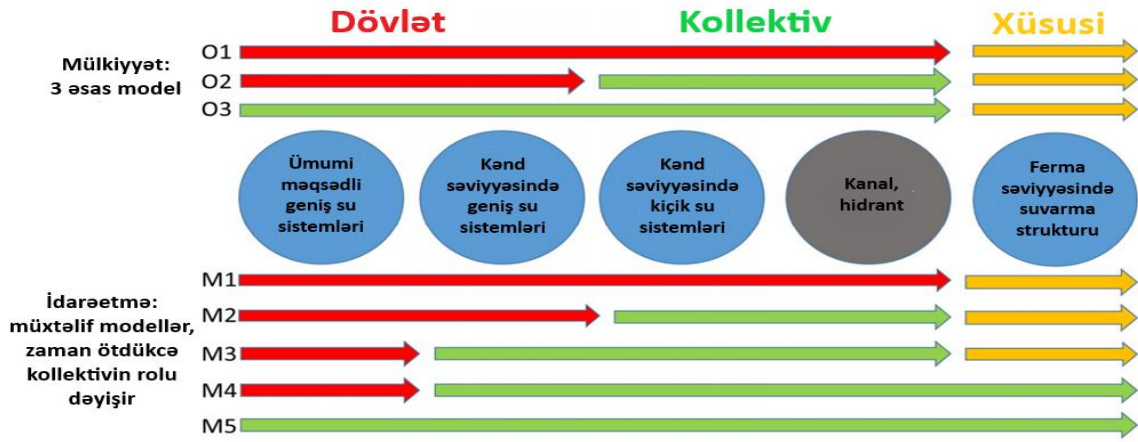 Dövlət Kollektiv Xüsusi
Mülkiyyət:
3 əsas model
O1
O2
O3
Ümumi
məqsədli
geniş su
sistemləri
Kənd
səviyyəsində
geniş su
sistemləri
Kənd
səviyyəsində
kiçik su
sistemləri
Kanal,
hidrant
Ferma
səviyyəsində
suvarma
strukturu
İdarəetmə:
müxtəlif modellər,
zaman ötdükcə
kollektivin rolu
dəyişir
M1
M2
M3
M4
M5